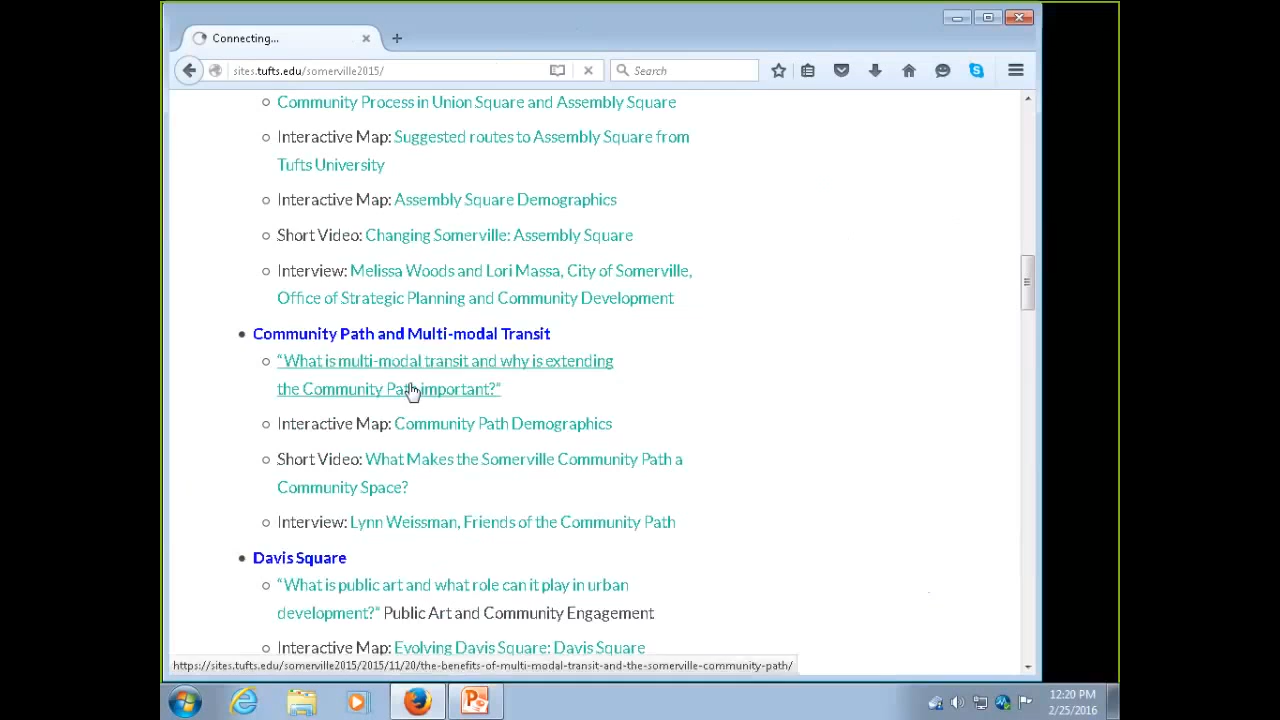 Connecting...
sites.tufts.edu/somerville2015/
Search
Community Process in Union Square and Assembly Square
Interactive Map: Suggested routes to Assembly Square from
Tufts University
Interactive Map: Assembly Square Demographics
Short Video: Changing Somerville: Assembly Square
Interview: Melissa Woods and Lori Massa, City of Somerville,
Office of Strategic Planning and Community Development
Community Path and Multi-modal Transit
“What is multi-modal transit and why is extending
the Community Path important?”
Interactive Map: Community Path Demographics
Short Video: What Makes the Somerville Community Path a
Community Space?
Interview: Lynn Weissman, Friends of the Community Path
Davis Square
“What is public art and what role can it play in urban
development?” Public Art and Community Engagement
Interactive Map: Evolving Davis Square: Davis Square
https://sites.tufts.edu/somerville2015/2015/11/20/the-benefits-of-multi-modal-transit-and-the-somerville-community-path/
12:20 PM
2/25/2016